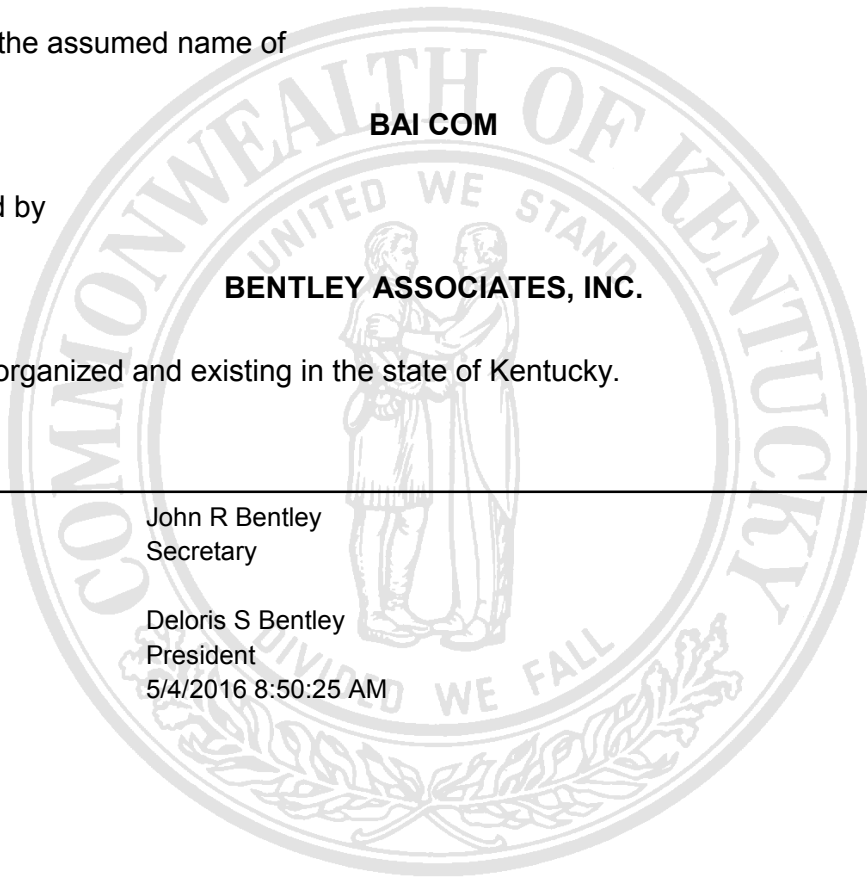 the assumed name of
BAI COM
d by
BENTLEY ASSOCIATES, INC.
organized and existing in the state of Kentucky.
John R Bentley
Secretary
Deloris S Bentley
President
5/4/2016 8:50:25 AM
COMMONWEALTH OF KENTUCKY
UNITED WE STAND
DIVIDED WE FALL